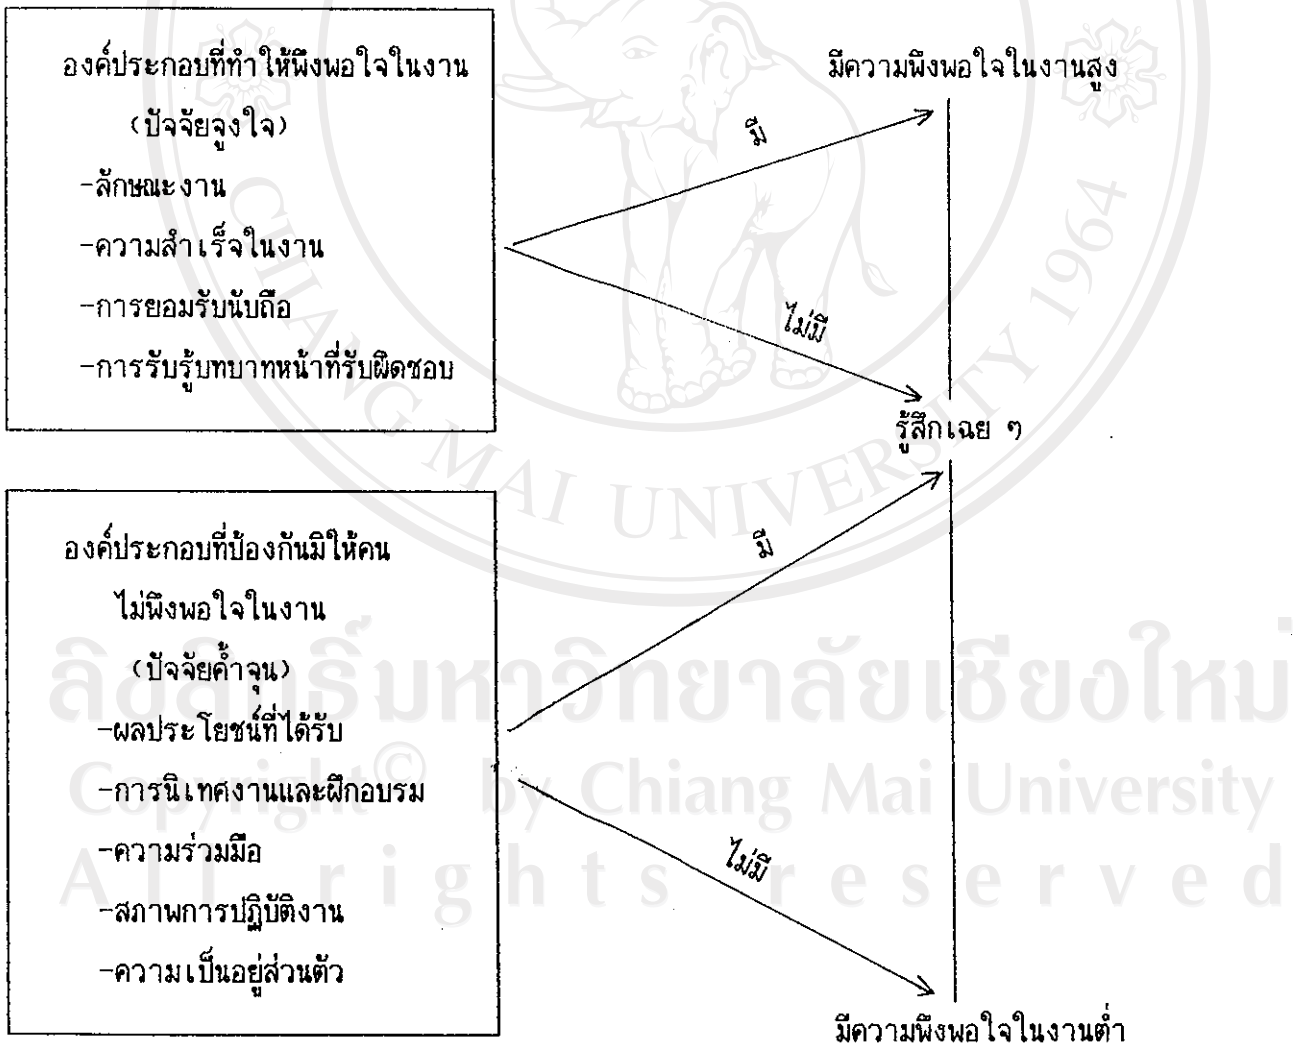 องค์ประกอบที่ทำให้พึงพอใจในงาน
(ปัจจัยจูงใจ)
-ลักษณะงาน
-ความสำเร็จในงาน
-การยอมรับนับถือ
-การรับรู้บทบาทหน้าที่รับผิดชอบ
มีความพึงพอใจในงานสูง
มี
ไม่มี
รู้สึกเฉย ๆ
องค์ประกอบที่ป้องกันมิให้คน
ไม่พึงพอใจในงาน
(ปัจจัยค้ำจุน)
-ผลประโยชน์ที่ได้รับ
-การนิเทศงานและฝึกอบรม
-ความร่วมมือ
-สภาพการปฏิบัติงาน
-ความเป็นอยู่ส่วนตัว
มี
ไม่มี
มีความพึงพอใจในงานต่ำ
CHIANG MAI UNIVERSITY 1964
ลิขสิทธิ์มหาวิทยาลัยเชียงใหม่
Copyright© by Chiang Mai University
All rights reserved